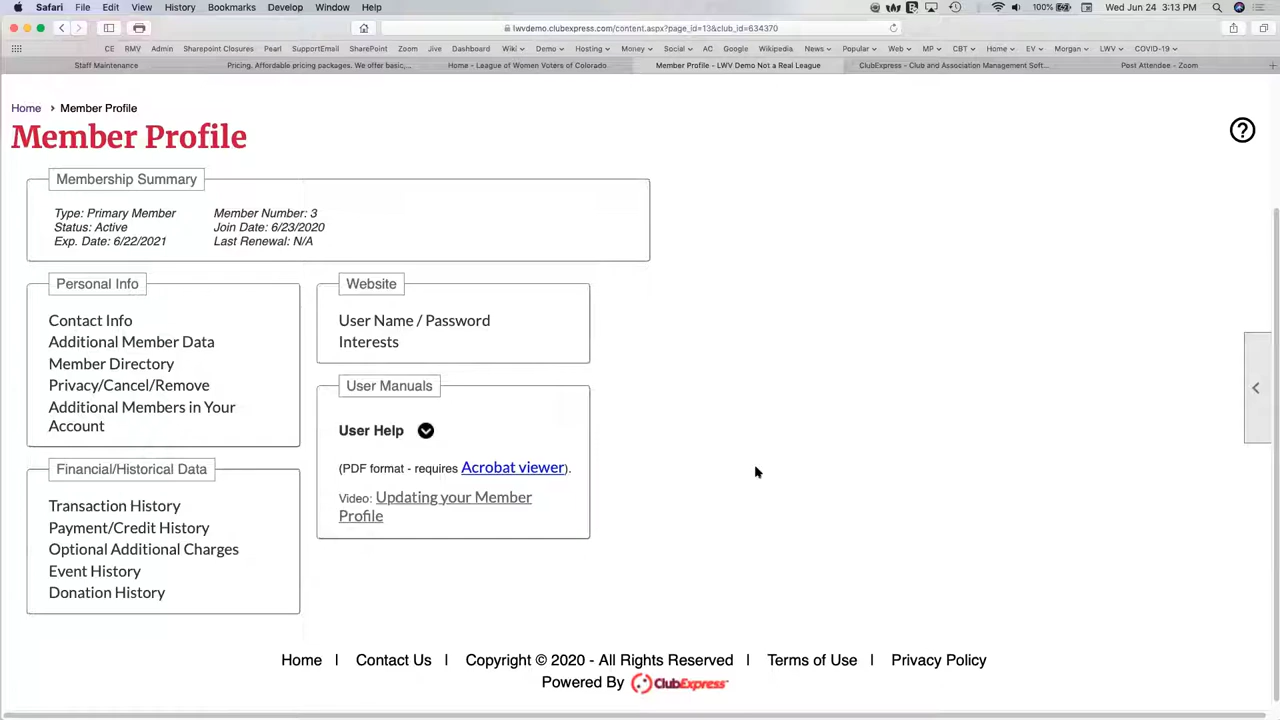 Safari File Edit View History Bookmarks Develop Window Help 100% Wed Jun 24 3:13 PM
lwvdemo.clubexpress.com/content.aspx?page_id=13&club_id=634370
CE RMV Admin Sharepoint Closures Pearl SupportEmail SharePoint Zoom Jive Dashboard Wiki Demo Hosting Money Social AC Google Wikipedia News Popular Web MP CBT Home EV Morgan LWV COVID-19
Staff Maintenance Pricing. Affordable pricing packages. We offer basic,... Home - League of Women Voters of Colorado Member Profile - LWV Demo Not a Real League ClubExpress - Club and Association Management Soft... Post Attendee - Zoom
Home > Member Profile
Member Profile
Membership Summary
Type: Primary Member Member Number: 3
Status: Active Join Date: 6/23/2020
Exp. Date: 6/22/2021 Last Renewal: N/A
Personal Info
Contact Info
Additional Member Data
Member Directory
Privacy/Cancel/Remove
Additional Members in Your
Account
Website
User Name / Password
Interests
User Manuals
User Help
(PDF format - requires Acrobat viewer).
Video: Updating your Member
Profile
Financial/Historical Data
Transaction History
Payment/Credit History
Optional Additional Charges
Event History
Donation History
Home | Contact Us | Copyright © 2020 - All Rights Reserved | Terms of Use | Privacy Policy
Powered By ClubExpress